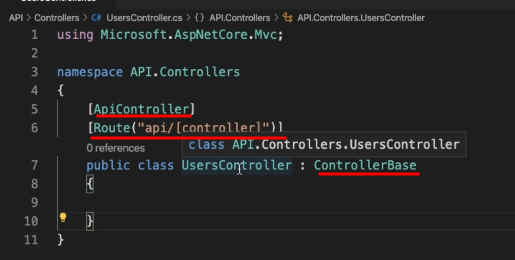 UsersController.cs
API > Controllers > C# UsersController.cs > {} API.Controllers > API.Controllers.UsersController
1 using Microsoft.AspNetCore.Mvc;
2
3 namespace API.Controllers
4 {
5 [ApiController]
6 [Route("api/[controller]")]
0 references
class API.Controllers.UsersController
7 public class UsersController : ControllerBase
8 {
9
10 }
11 }